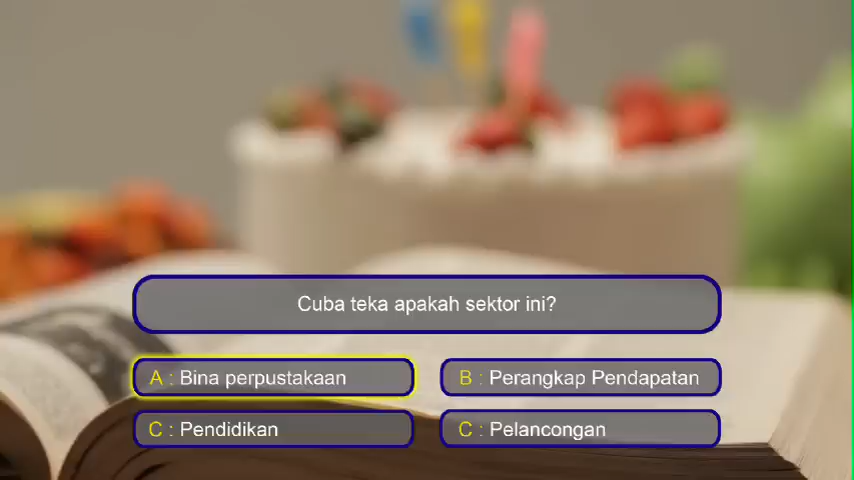 Cuba teka apakah sektor ini?
A : Bina perpustakaan
B : Perangkap Pendapatan
C : Pendidikan
C : Pelancongan